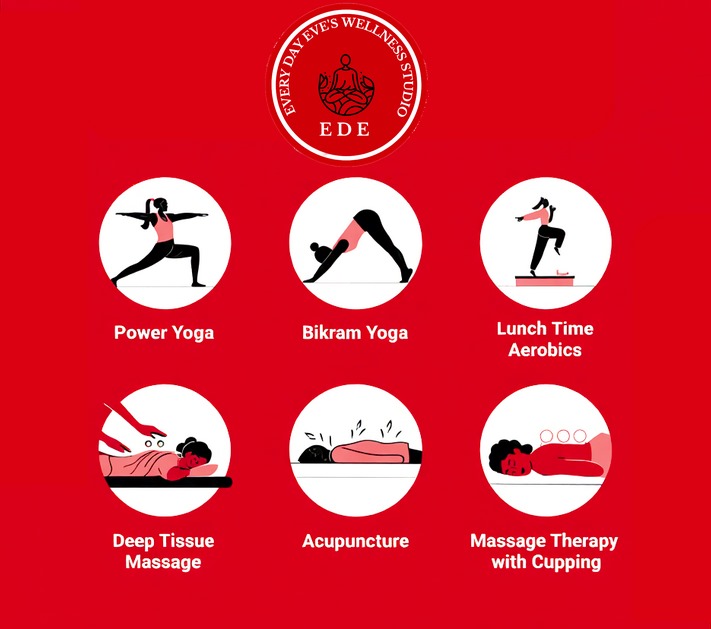 EVERY DAY EVE'S WELLNESS STUDIO
EDE
Power Yoga
Bikram Yoga
Lunch Time
Aerobics
Deep Tissue
Massage
Acupuncture
Massage Therapy
with Cupping